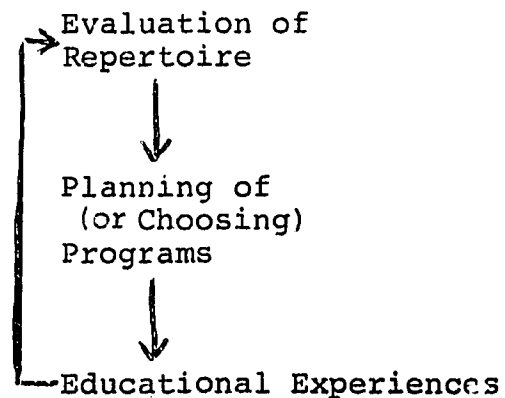 Evaluation of
Repertoire
Planning of
(or Choosing)
Programs
Educational Experiences